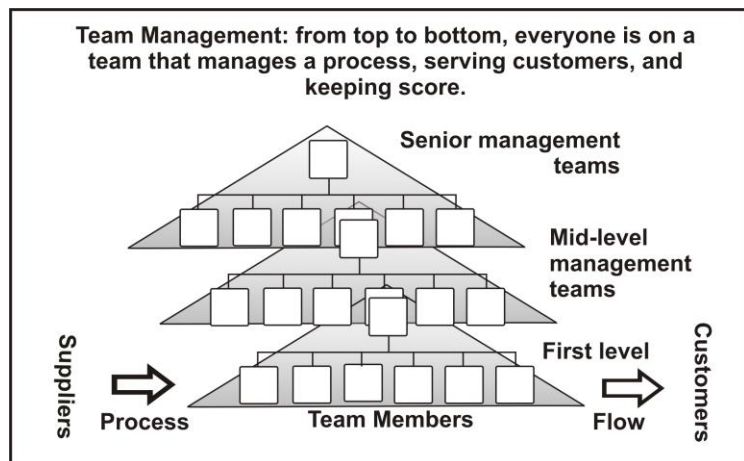 Team Management: from top to bottom, everyone is on a
team that manages a process, serving customers, and
keeping score.
Senior management
teams
Mid-level
management
teams
First level
Suppliers
Process
Team Members
Flow
Customers